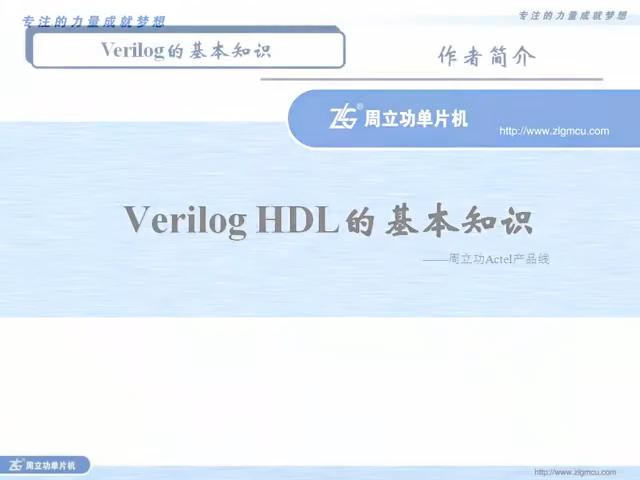 专注的力量成就梦想
专注的力量成就梦想
Verilog的基本知识
作者简介
ZLG® 周立功单片机
http://www.zlgmcu.com
Verilog HDL的基本知识
——周立功Actel产品线
ZLG 周立功单片机
http://www.zlgmcu.com